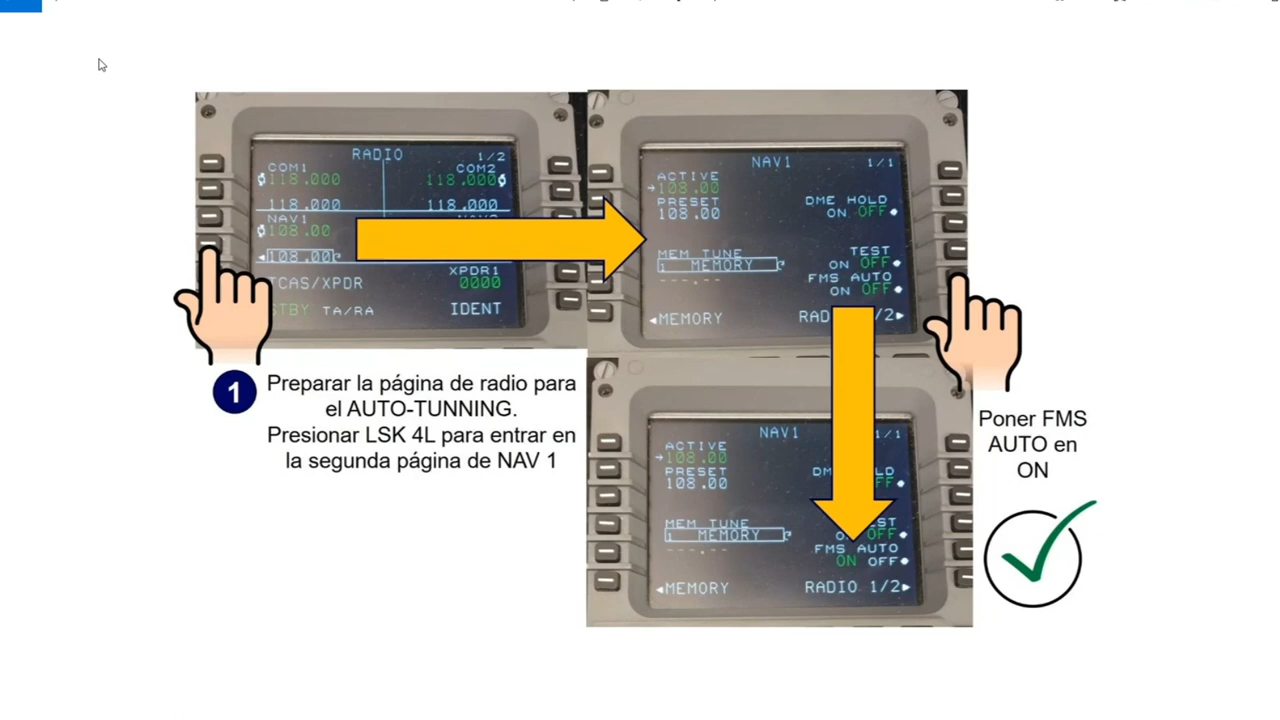 RADIO 1/2
COM1 COM2
118.000 118.000
118.000 118.000
NAV1
108.00
108.00
TCAS/XPDR XPDR1
0000
STBY TA/RA IDENT
NAV1 1/1
ACTIVE
108.00
PRESET DME HOLD
108.00 ON OFF
MEM TUNE TEST
1 MEMORY ON OFF
FMS AUTO
---.-- ON OFF
MEMORY /2
1
Preparar la página de radio para
el AUTO-TUNNING.
Presionar LSK 4L para entrar en
la segunda página de NAV 1
NAV1 1/1
ACTIVE
108.00
PRESET
108.00
MEM TUNE
1 MEMORY OFF
FMS AUTO
---.-- ON OFF
MEMORY RADIO 1/2
Poner FMS
AUTO en
ON